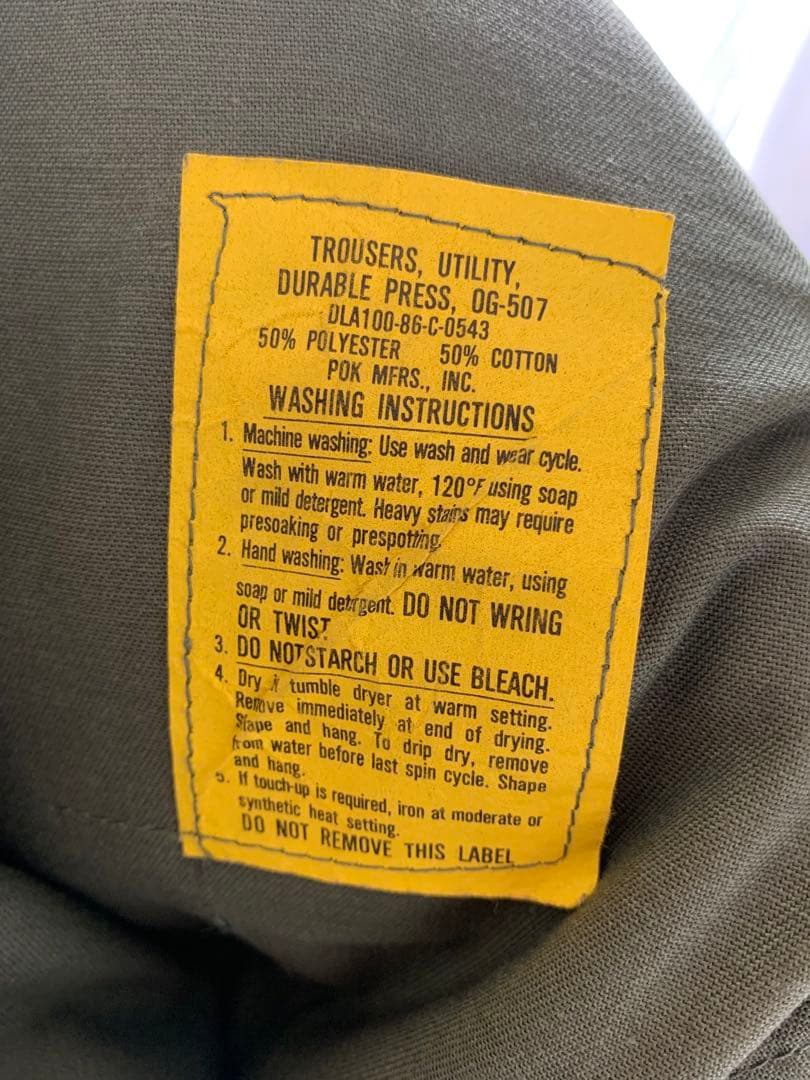 TROUSERS, UTILITY,
DURABLE PRESS, OG-507
DLA100-86-C-0543
50% POLYESTER 50% COTTON
POK MFRS., INC.
WASHING INSTRUCTIONS
1. Machine washing: Use wash and wear cycle.
Wash with warm water, 120°F using soap
or mild detergent. Heavy stains may require
presoaking or prespotting.
2. Hand washing: Wash in warm water, using
soap or mild detergent. DO NOT WRING
OR TWIST
3. DO NOT STARCH OR USE BLEACH.
4. Dry in tumble dryer at warm setting.
Remove immediately at end of drying.
Shape and hang. To drip dry, remove
from water before last spin cycle. Shape
and hang.
5. If touch-up is required, iron at moderate or
synthetic heat setting.
DO NOT REMOVE THIS LABEL